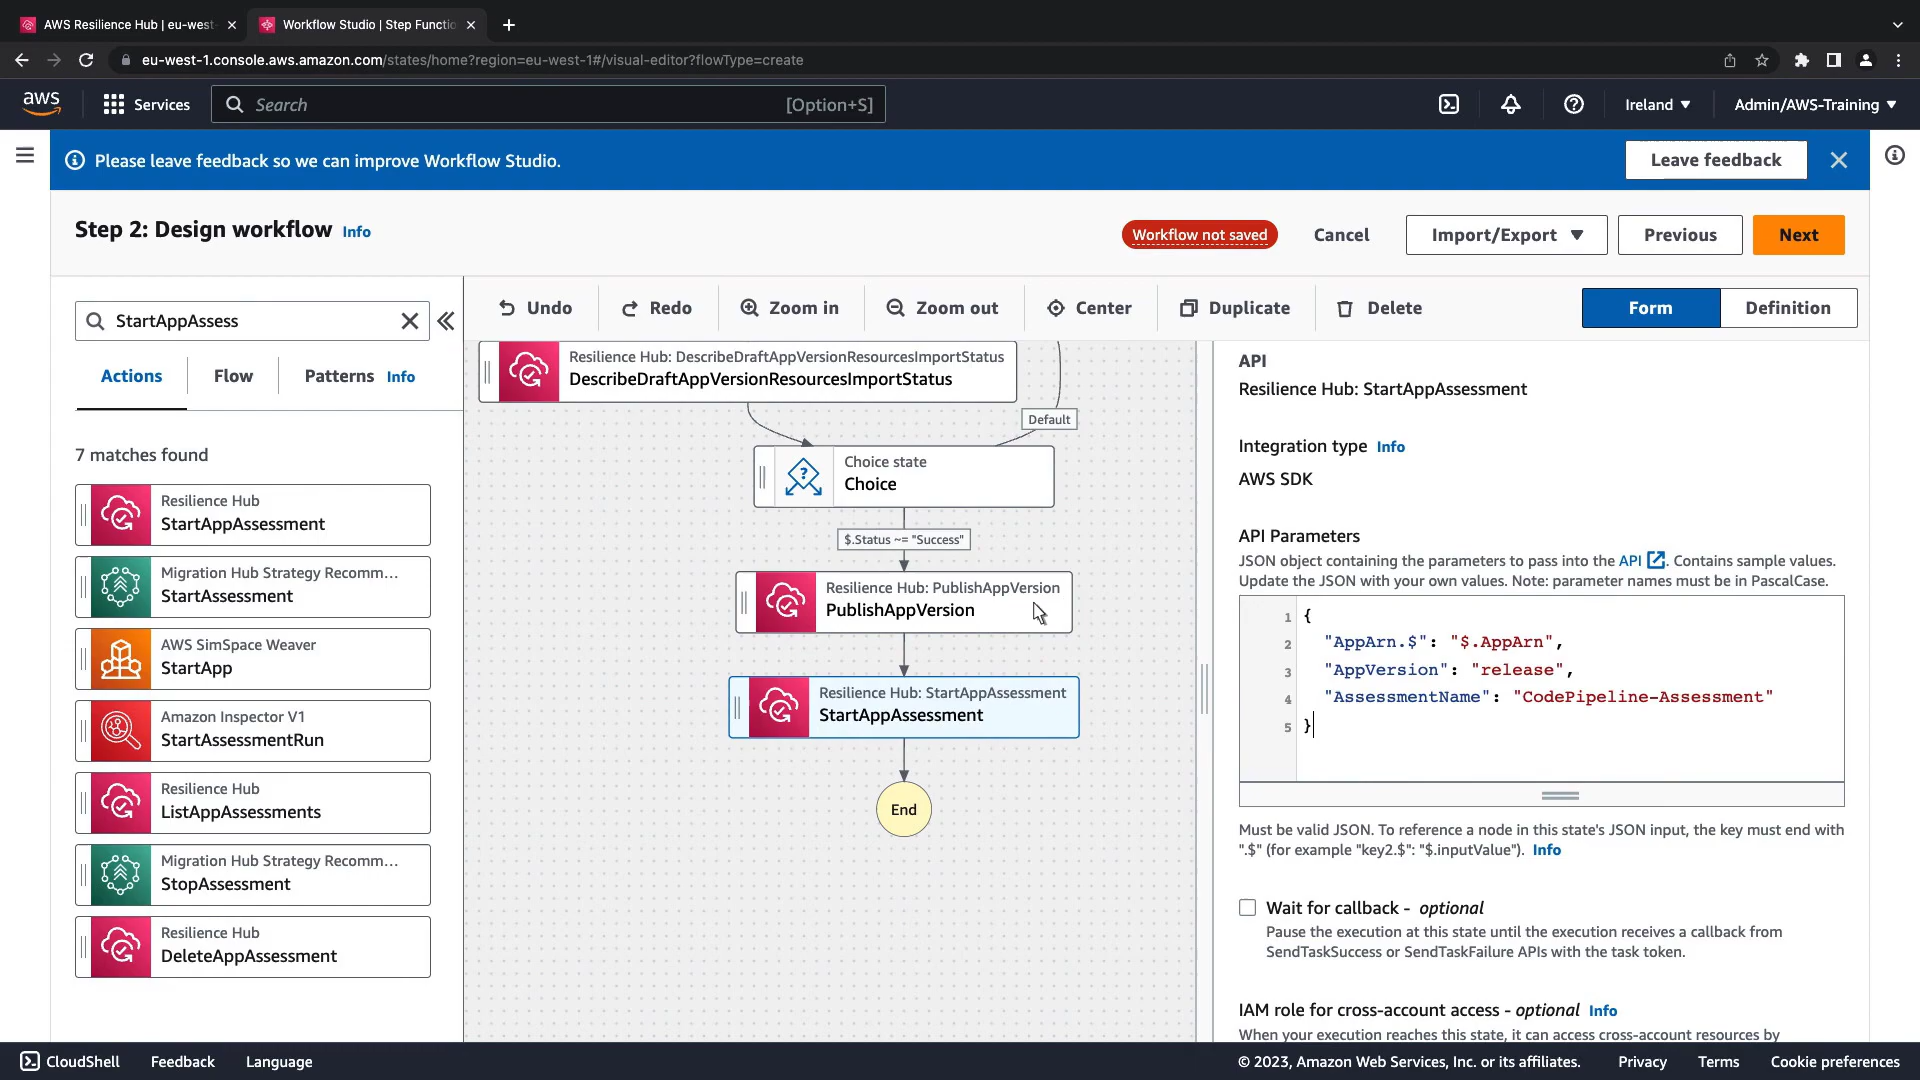 AWS Resilience Hub | eu-west-
Workflow Studio | Step Functio
eu-west-1.console.aws.amazon.com/states/home?region=eu-west-1#/visual-editor?flowType=create
aws
Services
Search
[Option+S]
Ireland
Admin/AWS-Training
Please leave feedback so we can improve Workflow Studio.
Leave feedback
Step 2: Design workflow
Info
Workflow not saved
Cancel
Import/Export
Previous
Next
StartAppAssess
Undo
Redo
Zoom in
Zoom out
Center
Duplicate
Delete
Form
Definition
Actions
Flow
Patterns
Info
7 matches found
Resilience Hub
StartAppAssessment
Migration Hub Strategy Recomm...
StartAssessment
AWS SimSpace Weaver
StartApp
Amazon Inspector V1
StartAssessmentRun
Resilience Hub
ListAppAssessments
Migration Hub Strategy Recomm...
StopAssessment
Resilience Hub
DeleteAppAssessment
Resilience Hub: DescribeDraftAppVersionResourcesImportStatus
DescribeDraftAppVersionResourcesImportStatus
Default
Choice state
Choice
$.Status ~= "Success"
Resilience Hub: PublishAppVersion
PublishAppVersion
Resilience Hub: StartAppAssessment
StartAppAssessment
End
API
Resilience Hub: StartAppAssessment
Integration type
Info
AWS SDK
API Parameters
JSON object containing the parameters to pass into the API . Contains sample values.
Update the JSON with your own values. Note: parameter names must be in PascalCase.
1 {
2 "AppArn.$": "$.AppArn",
3 "AppVersion": "release",
4 "AssessmentName": "CodePipeline-Assessment"
5 }
Must be valid JSON. To reference a node in this state's JSON input, the key must end with
".$" (for example "key2.$": "$.inputValue"). Info
Wait for callback - optional
Pause the execution at this state until the execution receives a callback from
SendTaskSuccess or SendTaskFailure APIs with the task token.
IAM role for cross-account access - optional Info
When your execution reaches this state, it can access cross-account resources by
CloudShell
Feedback
Language
© 2023, Amazon Web Services, Inc. or its affiliates.
Privacy
Terms
Cookie preferences